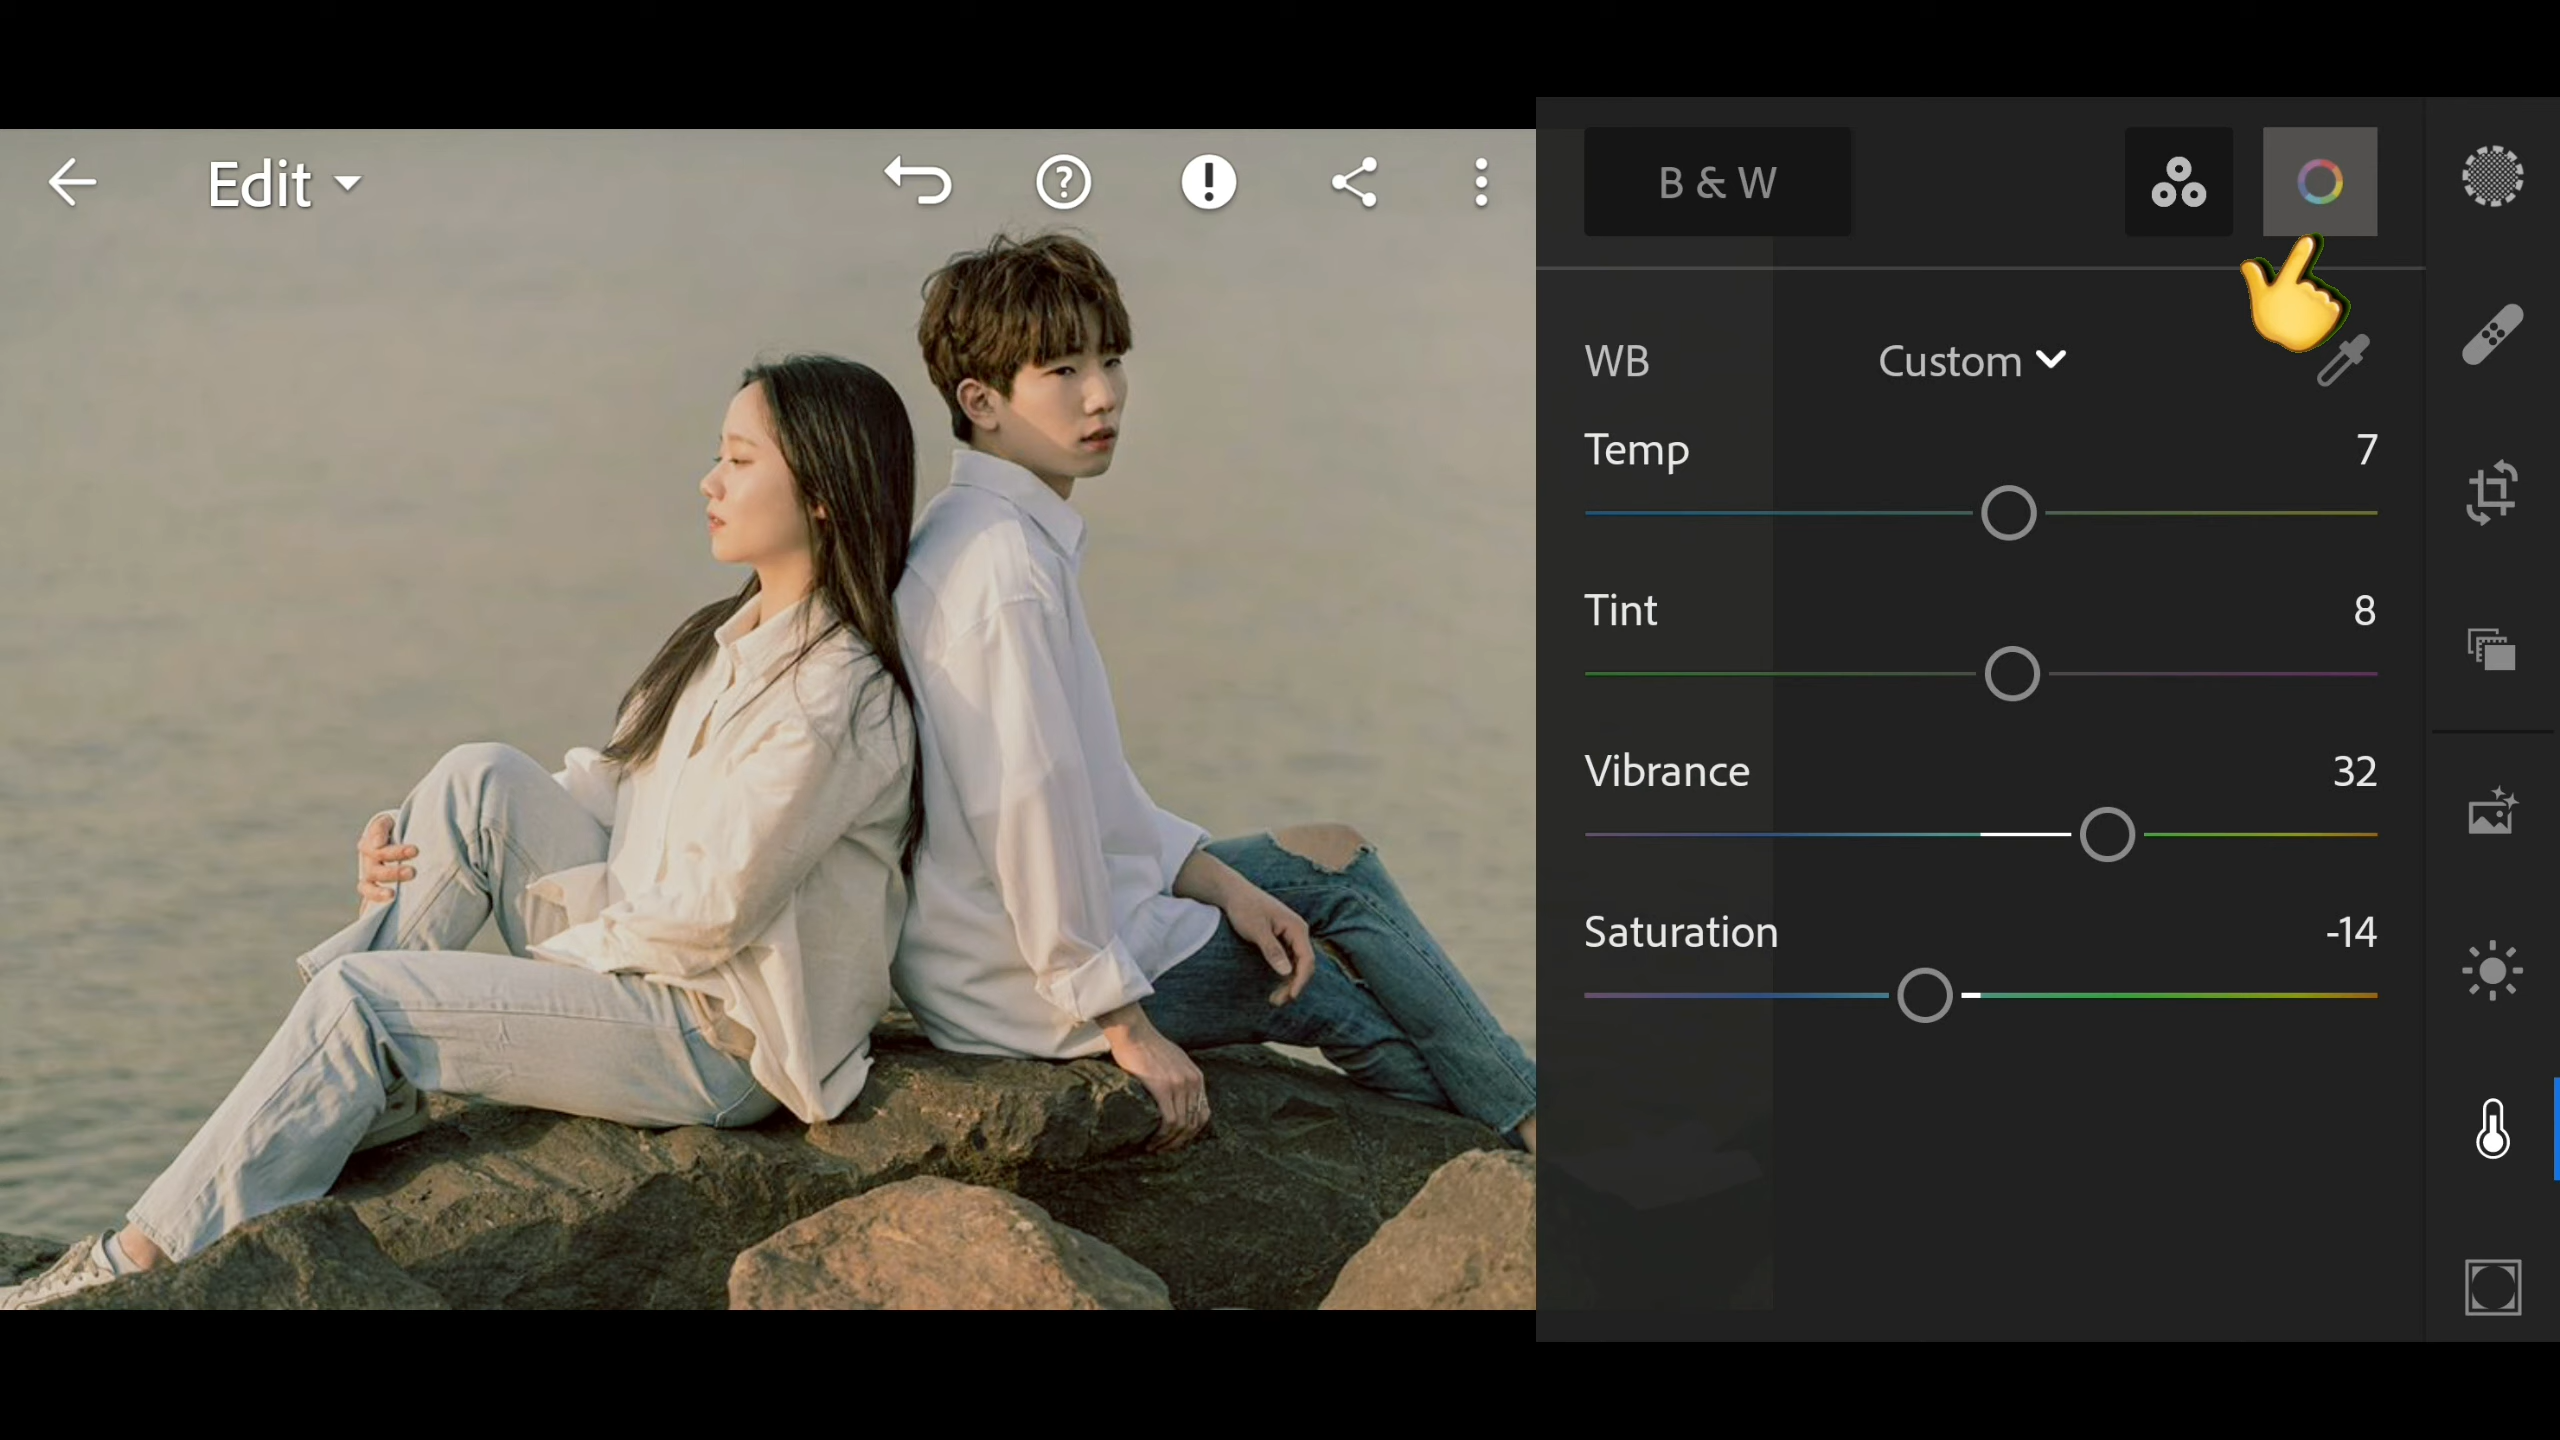 Edit
B & W
WB Custom
Temp 7
Tint 8
Vibrance 32
Saturation -14